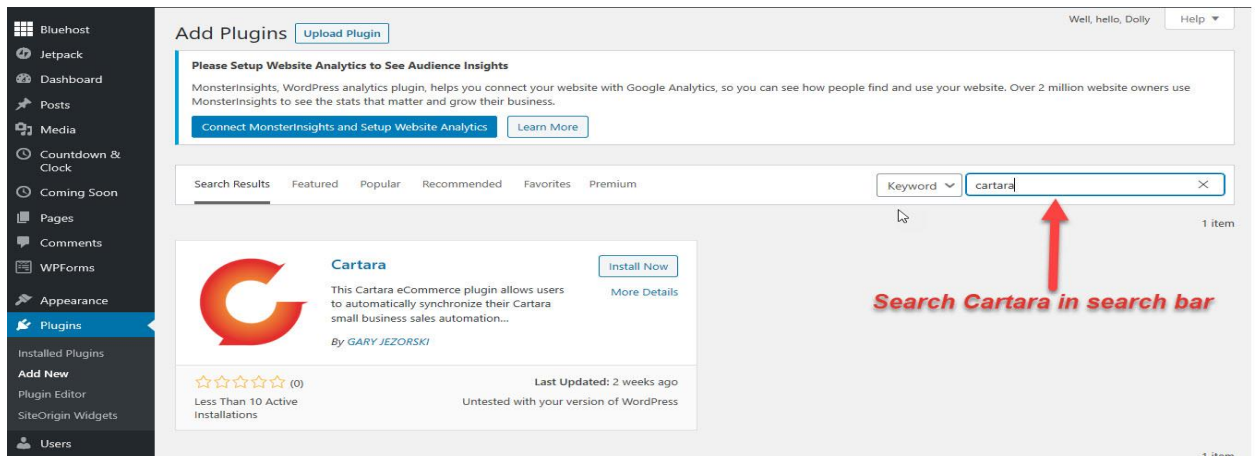 Well, hello, Dolly
Help
Bluehost
Jetpack
Dashboard
Posts
Media
Countdown &
Clock
Coming Soon
Pages
Comments
WPForms
Appearance
Plugins
Installed Plugins
Add New
Plugin Editor
SiteOrigin Widgets
Users
Add Plugins
Upload Plugin
Please Setup Website Analytics to See Audience Insights
MonsterInsights, WordPress analytics plugin, helps you connect your website with Google Analytics, so you can see how people find and use your website. Over 2 million website owners use
MonsterInsights to see the stats that matter and grow their business.
Connect MonsterInsights and Setup Website Analytics
Learn More
Search Results Featured Popular Recommended Favorites Premium
Keyword
cartara
1 item
Cartara
Install Now
This Cartara eCommerce plugin allows users
to automatically synchronize their Cartara
small business sales automation...
More Details
By GARY JEZORSKI
(0)
Less Than 10 Active
Installations
Last Updated: 2 weeks ago
Untested with your version of WordPress
Search Cartara in search bar
1 item